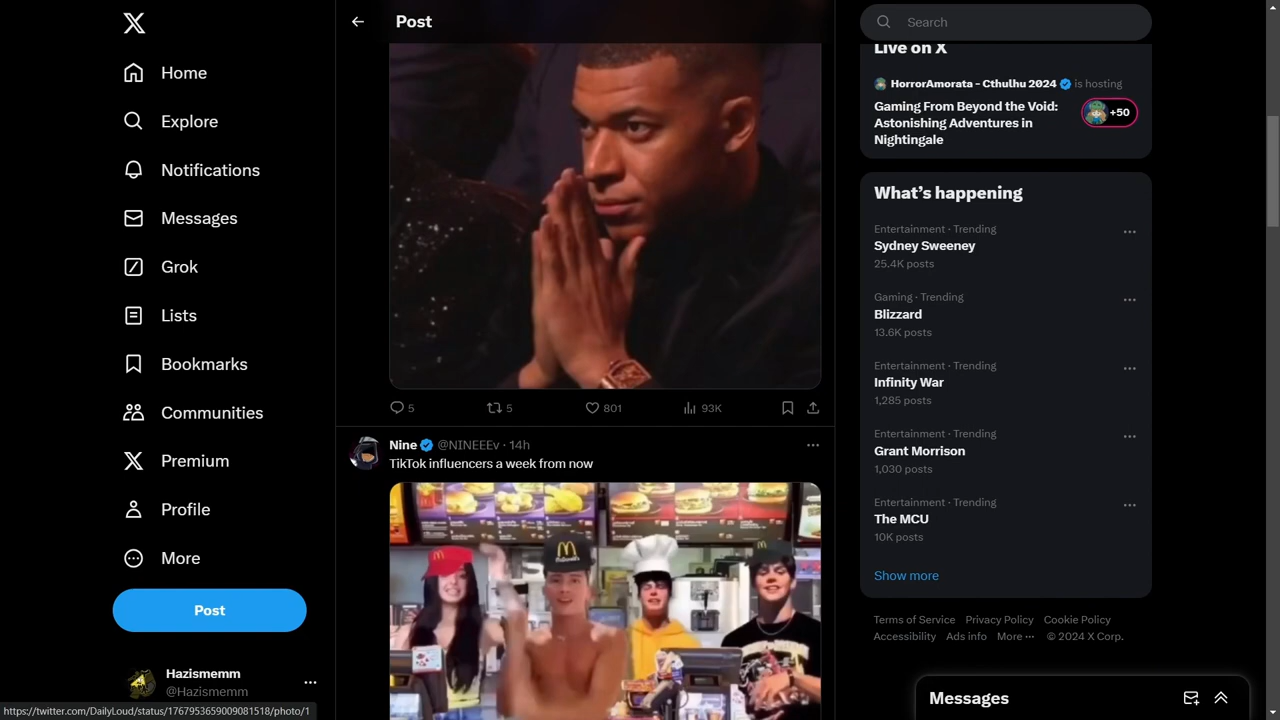 Home
Explore
Notifications
Messages
Grok
Lists
Bookmarks
Communities
Premium
Profile
More
Post
Hazismemm
@Hazismemm
https://twitter.com/DailyLoud/status/1767953659009081518/photo/1
Post
5 5 801 93K
Nine @NINEEEv · 14h
TikTok influencers a week from now
Search
Live on X
HorrorAmorata - Cthulhu 2024 is hosting
Gaming From Beyond the Void:
Astonishing Adventures in
Nightingale
+50
What's happening
Entertainment · Trending
Sydney Sweeney
25.4K posts
Gaming · Trending
Blizzard
13.6K posts
Entertainment · Trending
Infinity War
1,285 posts
Entertainment · Trending
Grant Morrison
1,030 posts
Entertainment · Trending
The MCU
10K posts
Show more
Terms of Service Privacy Policy Cookie Policy
Accessibility Ads info More ··· © 2024 X Corp.
Messages